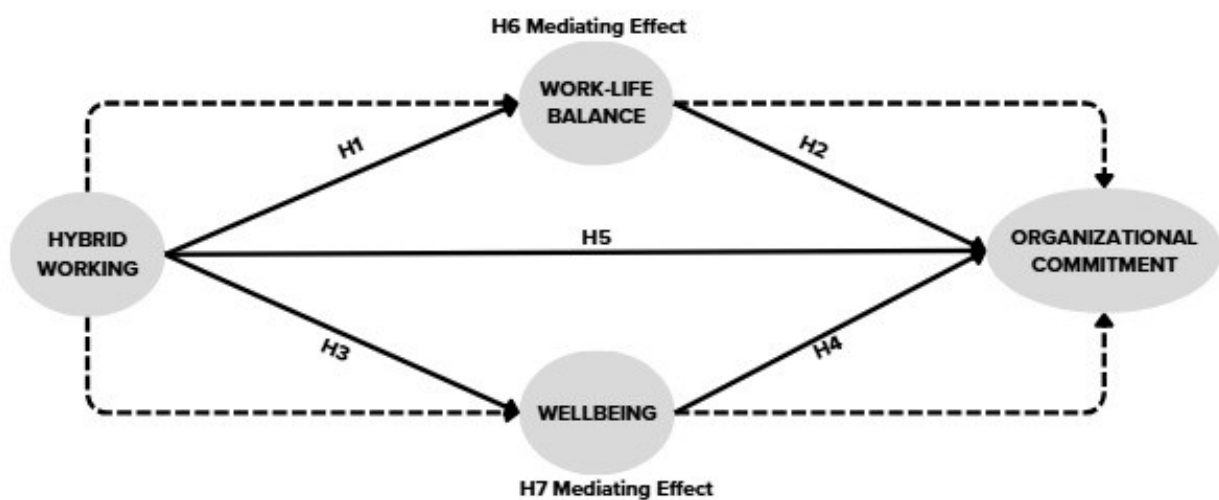 H6 Mediating Effect
WORK-LIFE
BALANCE
H1
H2
HYBRID
WORKING
H5
ORGANIZATIONAL
COMMITMENT
H3
H4
WELLBEING
H7 Mediating Effect